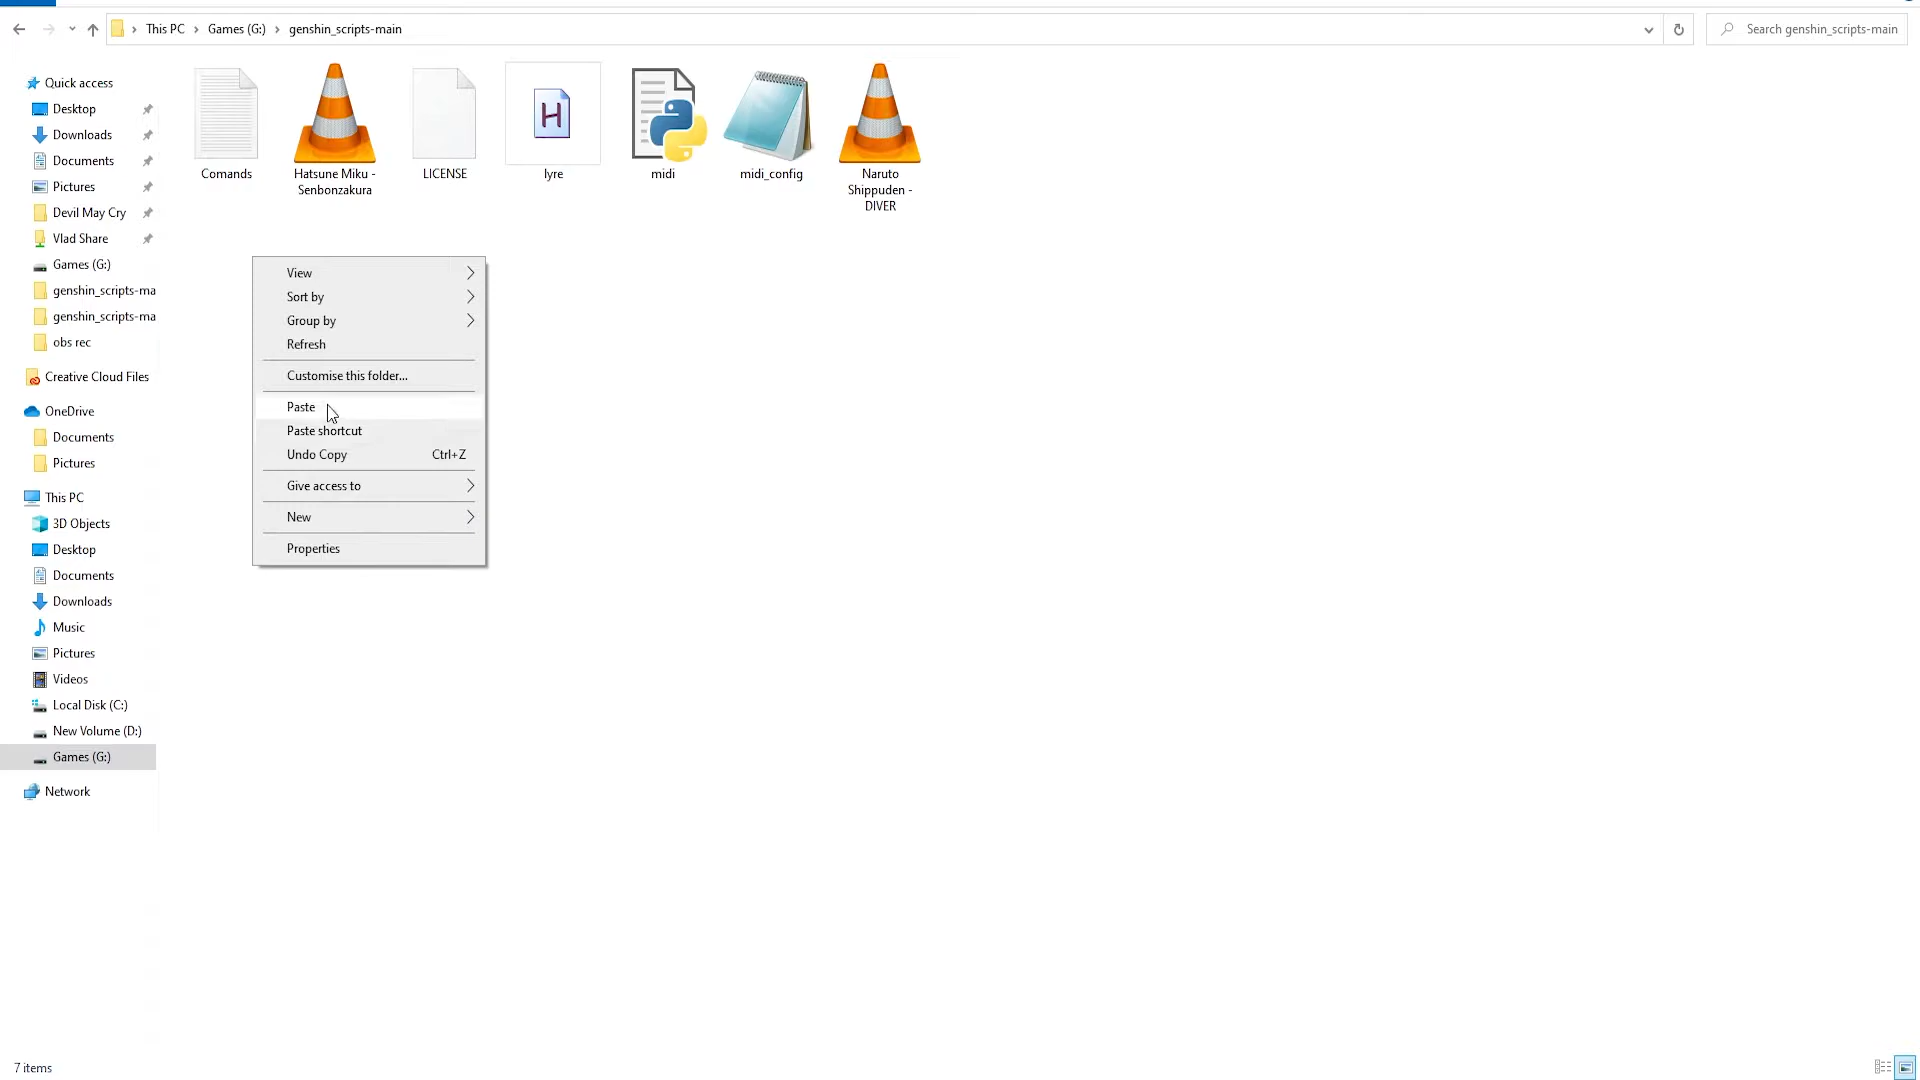 This PC
Games (G:)
genshin_scripts-main
Search genshin_scripts-main
Quick access
Desktop
Downloads
Documents
Pictures
Devil May Cry
Vlad Share
Games (G:)
genshin_scripts-ma
genshin_scripts-ma
obs rec
Creative Cloud Files
OneDrive
Documents
Pictures
This PC
3D Objects
Desktop
Documents
Downloads
Music
Pictures
Videos
Local Disk (C:)
New Volume (D:)
Games (G:)
Network
Comands
Hatsune Miku -
Senbonzakura
LICENSE
H
lyre
midi
midi_config
Naruto
Shippuden -
DIVER
View
Sort by
Group by
Refresh
Customise this folder...
Paste
Paste shortcut
Undo Copy Ctrl+Z
Give access to
New
Properties
7 items